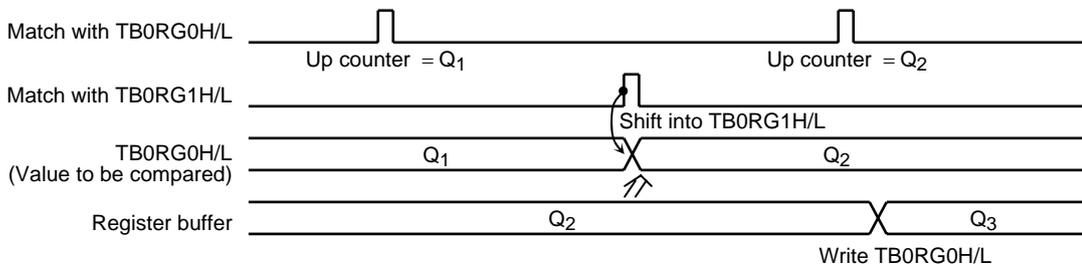 Match with TB0RG0H/L
Up counter = Q1
Up counter = Q2
Match with TB0RG1H/L
Shift into TB0RG1H/L
TB0RG0H/L
(Value to be compared)
Q1
Q2
Register buffer
Q2
Q3
Write TB0RG0H/L